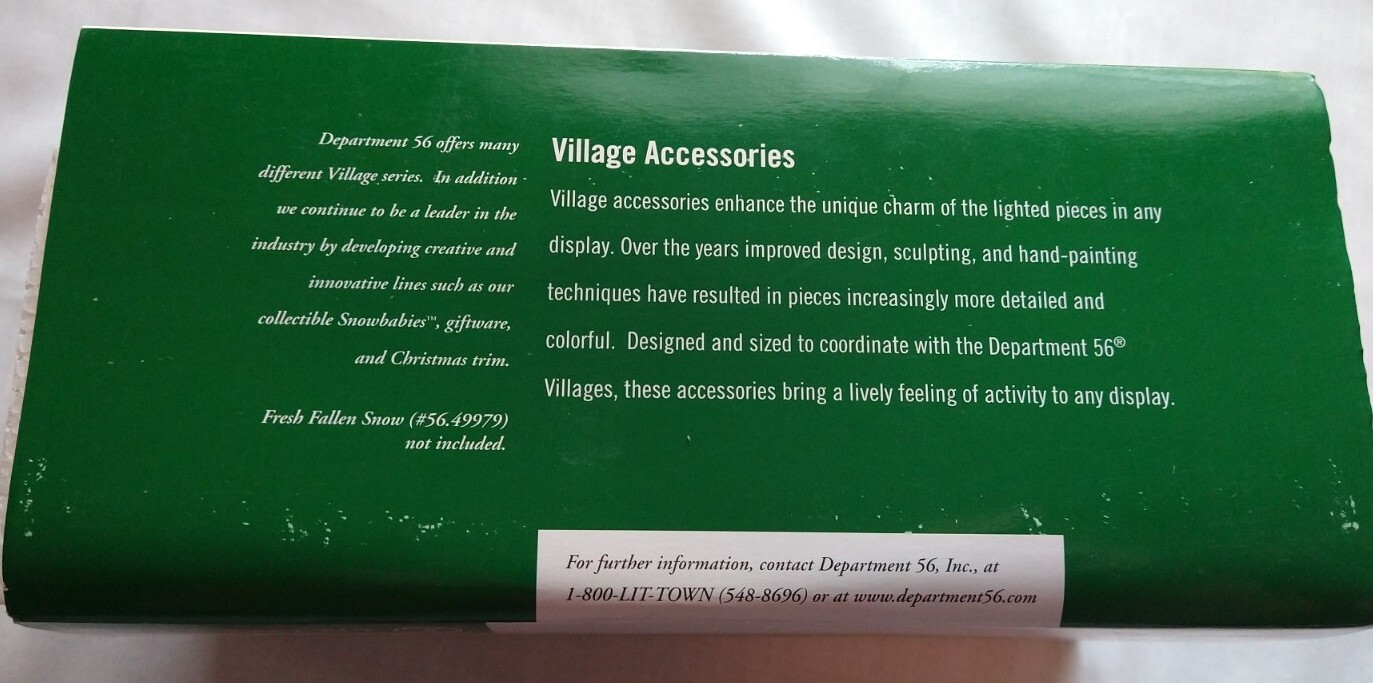 Department 56 offers many
different Village series. In addition
we continue to be a leader in the
industry by developing creative and
innovative lines such as our
collectible Snowbabies™, giftware,
and Christmas trim.
Fresh Fallen Snow (#56.49979)
not included.
Village Accessories
Village accessories enhance the unique charm of the lighted pieces in any
display. Over the years improved design, sculpting, and hand-painting
techniques have resulted in pieces increasingly more detailed and
colorful. Designed and sized to coordinate with the Department 56®
Villages, these accessories bring a lively feeling of activity to any display.
For further information, contact Department 56, Inc., at
1-800-LIT-TOWN (548-8696) or at www.department56.com